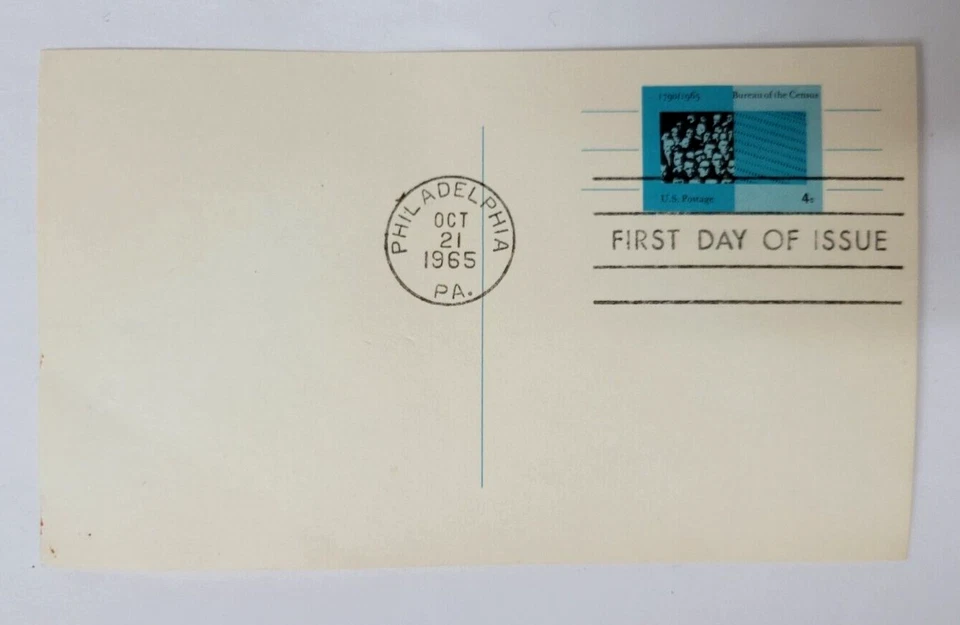 1790/1965 Bureau of the Census
U.S. Postage 4c
PHILADELPHIA
OCT
21
1965
PA.
FIRST DAY OF ISSUE